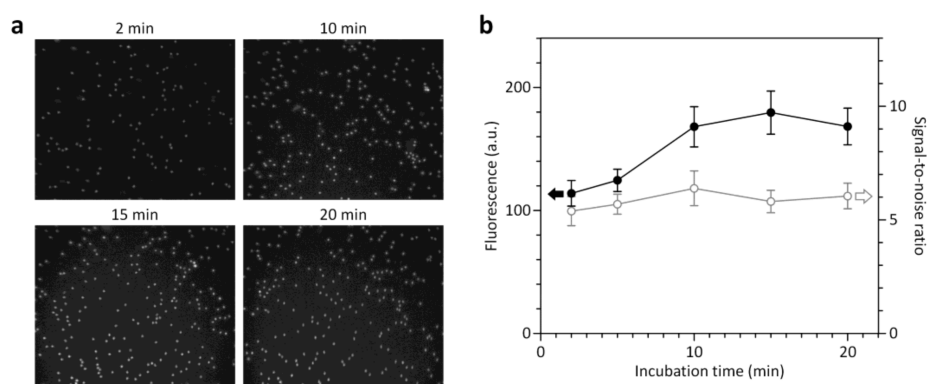 a
2 min
10 min
15 min
20 min
b
Fluorescence (a.u.)
200
100
0
Signal-to-noise ratio
10
5
0
0
10
20
Incubation time (min)